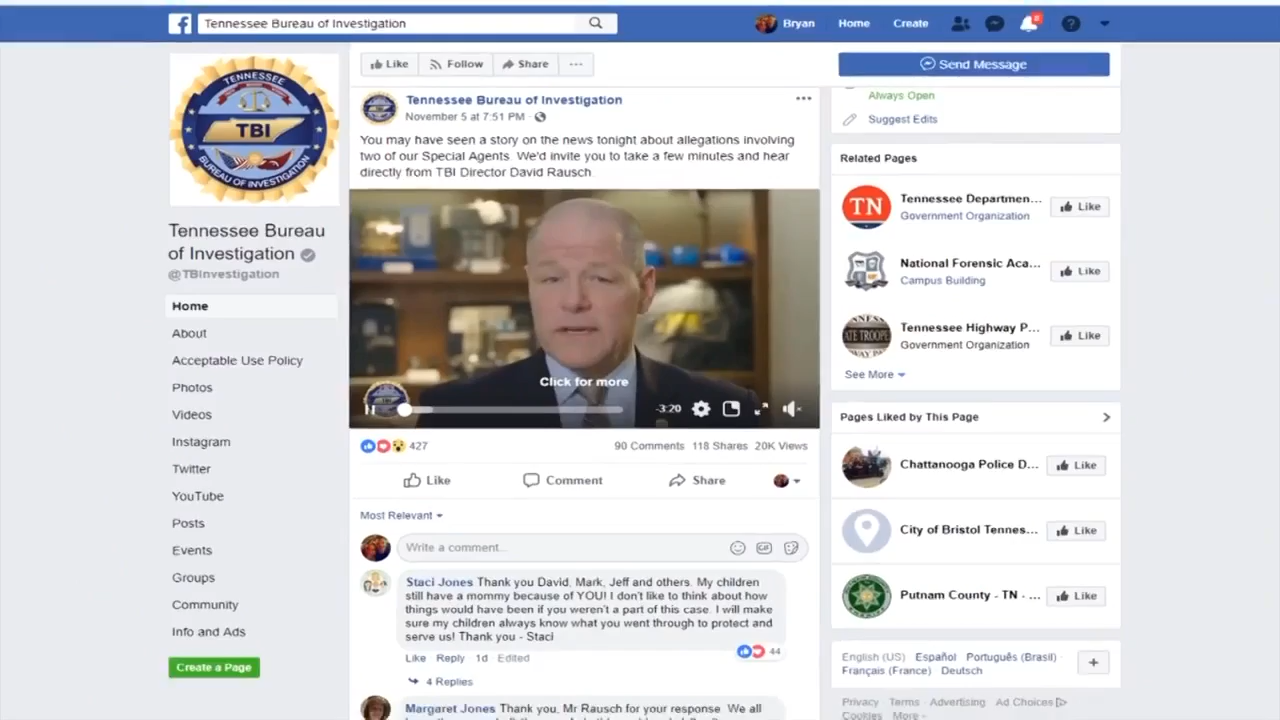 Tennessee Bureau of Investigation
Bryan
Home
Create
TENNESSEE
TBI
BUREAU OF INVESTIGATION
Tennessee Bureau
of Investigation
@TBInvestigation
Home
About
Acceptable Use Policy
Photos
Videos
Instagram
Twitter
YouTube
Posts
Events
Groups
Community
Info and Ads
Create a Page
Like
Follow
Share
Tennessee Bureau of Investigation
November 5 at 7:51 PM ·
You may have seen a story on the news tonight about allegations involving
two of our Special Agents. We'd invite you to take a few minutes and hear
directly from TBI Director David Rausch.
Click for more
-3:20
427
90 Comments 118 Shares 20K Views
Like
Comment
Share
Most Relevant
Write a comment...
GIF
Staci Jones Thank you David, Mark, Jeff and others. My children
still have a mommy because of YOU! I don't like to think about how
things would have been if you weren't a part of this case. I will make
sure my children always know what you went through to protect and
serve us! Thank you - Staci
44
Like Reply 1d Edited
4 Replies
Margaret Jones Thank you, Mr Rausch for your response. We all
Send Message
Always Open
Suggest Edits
Related Pages
TN
Tennessee Departmen...
Government Organization
Like
National Forensic Aca...
Campus Building
Like
Tennessee Highway P...
Government Organization
Like
See More
Pages Liked by This Page
Chattanooga Police D...
Like
City of Bristol Tennes...
Like
Putnam County - TN - ...
Like
English (US) · Español · Português (Brasil) ·
Français (France) · Deutsch
Privacy · Terms · Advertising · Ad Choices
Cookies · More